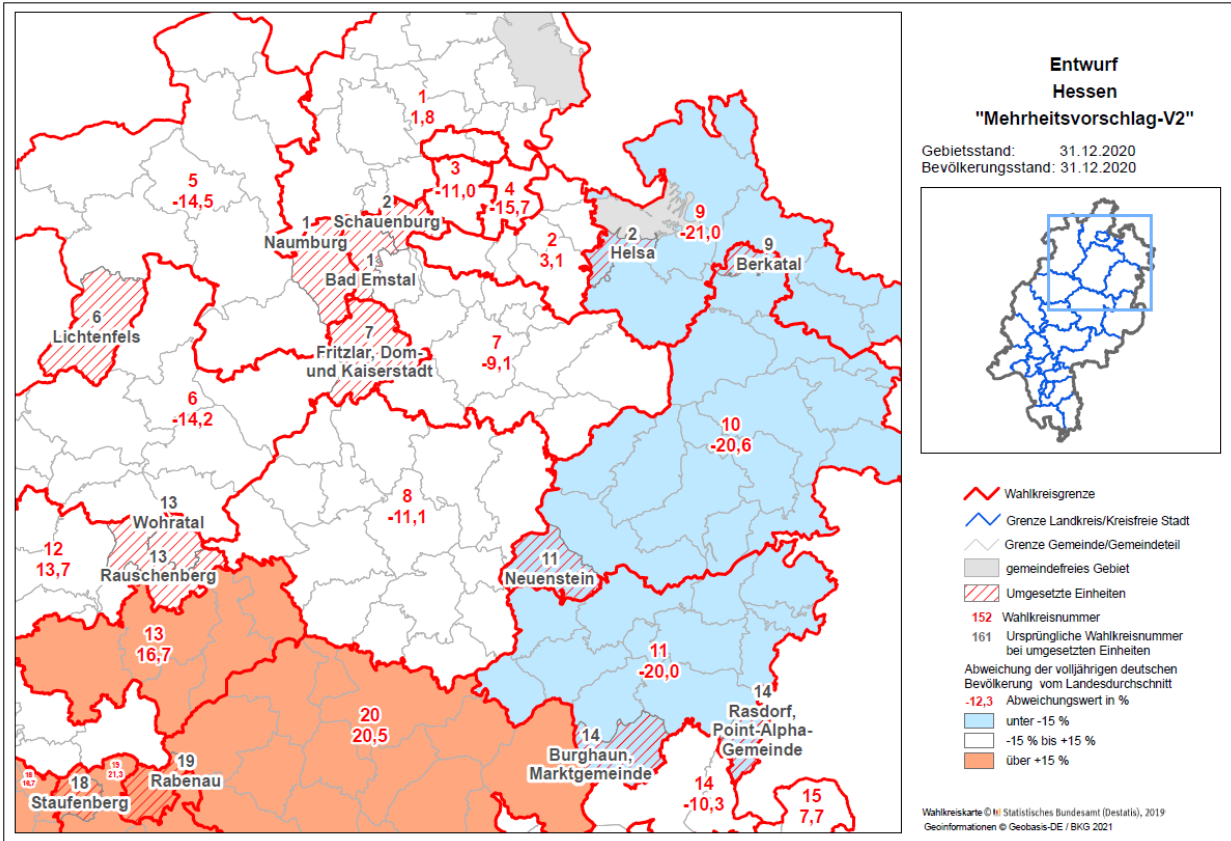 1
1,8
5
-14,5
3
-11,0
4
-15,7
2
Schauenburg
1
Naumburg
1
Bad Emstal
2
3,1
2
Helsa
9
-21,0
9
Berkatal
6
Lichtenfels
7
Fritzlar, Dom-
und Kaiserstadt
7
-9,1
6
-14,2
10
-20,6
8
-11,1
13
Wohratal
12
13,7
13
Rauschenberg
11
Neuenstein
13
16,7
11
-20,0
20
20,5
14
Rasdorf,
Point-Alpha-
Gemeinde
14
Burghaun,
Marktgemeinde
18
16,7
18
Staufenberg
19
21,3
19
Rabenau
14
-10,3
15
7,7
Entwurf
Hessen
"Mehrheitsvorschlag-V2"
Gebietsstand: 31.12.2020
Bevölkerungsstand: 31.12.2020
Wahlkreisgrenze
Grenze Landkreis/Kreisfreie Stadt
Grenze Gemeinde/Gemeindeteil
gemeindefreies Gebiet
Umgesetzte Einheiten
152 Wahlkreisnummer
161 Ursprüngliche Wahlkreisnummer
bei umgesetzten Einheiten
Abweichung der volljährigen deutschen
Bevölkerung vom Landesdurchschnitt
-12,3 Abweichungswert in %
unter -15 %
-15 % bis +15 %
über +15 %
Wahlkreiskarte © Statistisches Bundesamt (Destatis), 2019
Geoinformationen © Geobasis-DE / BKG 2021